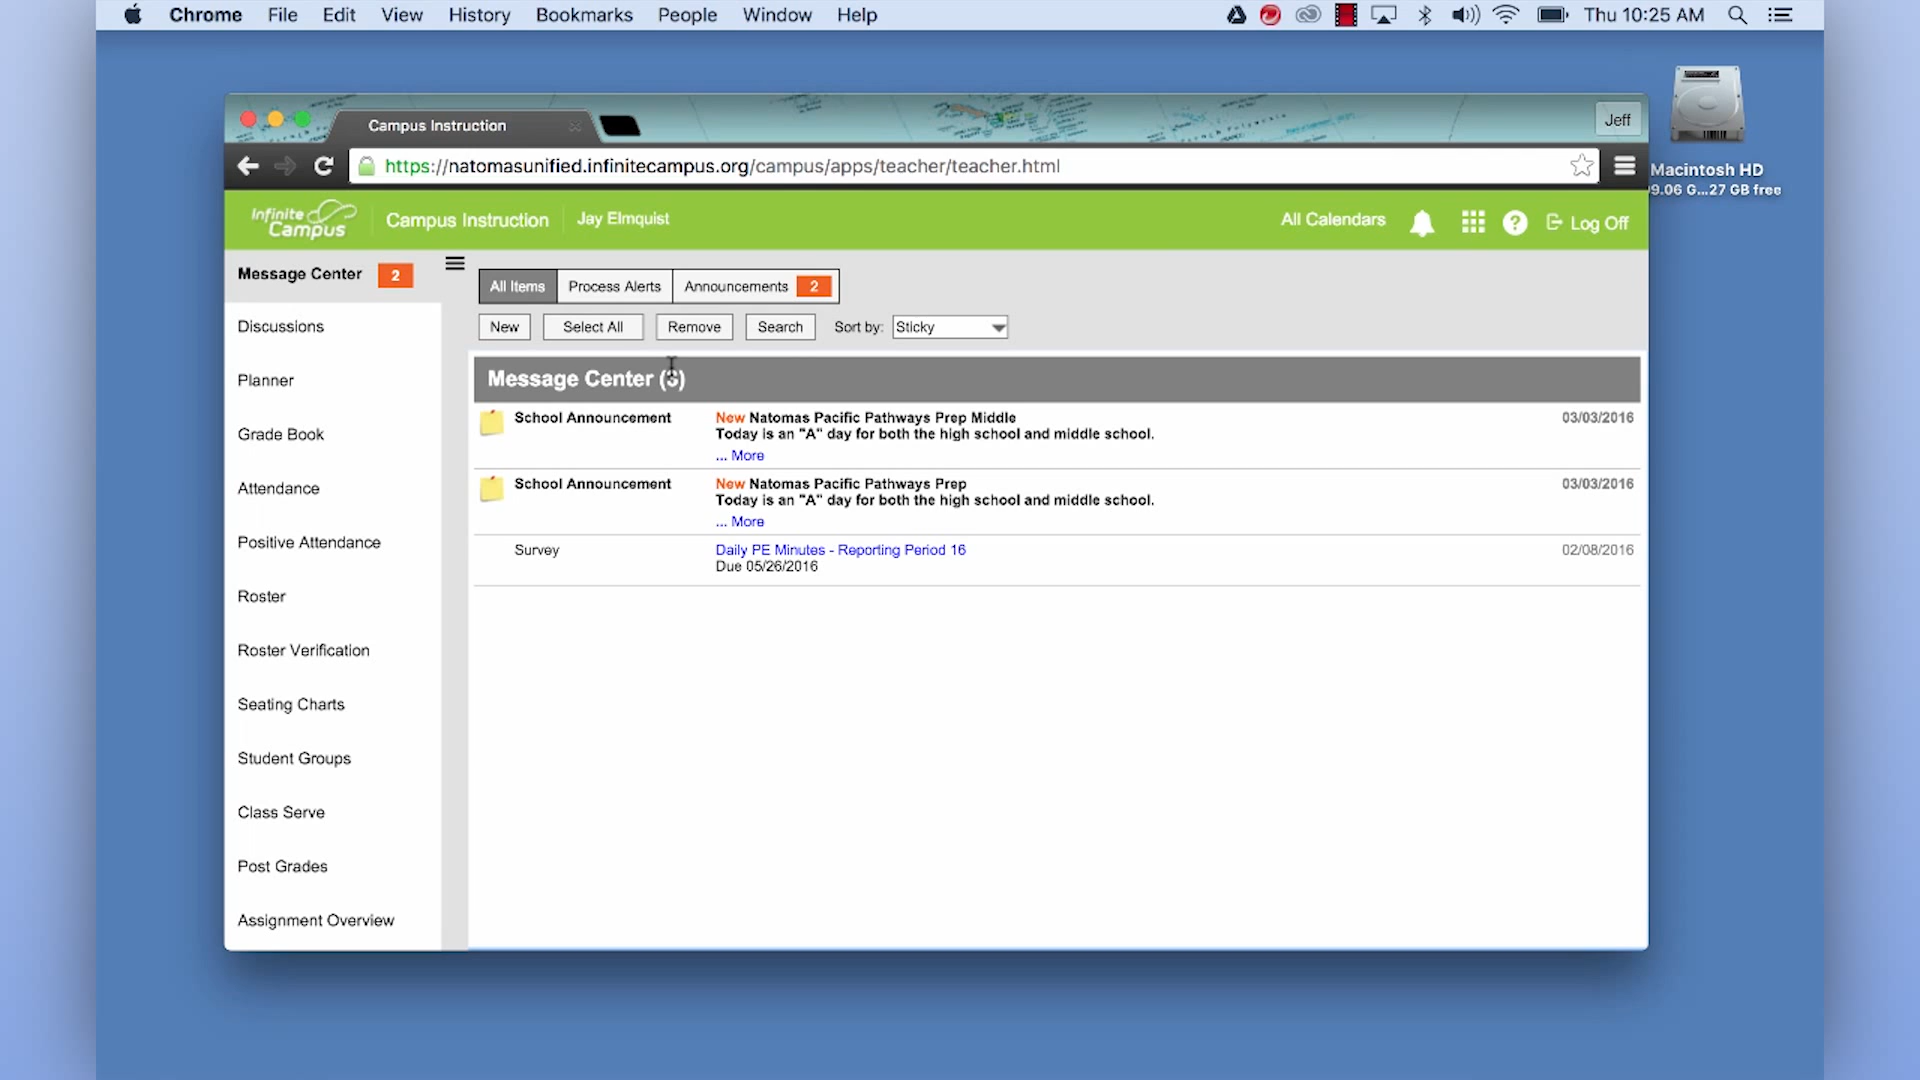 Chrome File Edit View History Bookmarks People Window Help Thu 10:25 AM
Campus Instruction
Jeff
https://natomasunified.infinitecampus.org/campus/apps/teacher/teacher.html
Macintosh HD
9.06 G...27 GB free
Infinite Campus
Campus Instruction
Jay Elmquist
All Calendars
Log Off
Message Center 2
Discussions
Planner
Grade Book
Attendance
Positive Attendance
Roster
Roster Verification
Seating Charts
Student Groups
Class Serve
Post Grades
Assignment Overview
All Items Process Alerts Announcements 2
New Select All Remove Search Sort by: Sticky
Message Center (3)
School Announcement New Natomas Pacific Pathways Prep Middle 03/03/2016
Today is an "A" day for both the high school and middle school.
... More
School Announcement New Natomas Pacific Pathways Prep 03/03/2016
Today is an "A" day for both the high school and middle school.
... More
Survey Daily PE Minutes - Reporting Period 16 02/08/2016
Due 05/26/2016